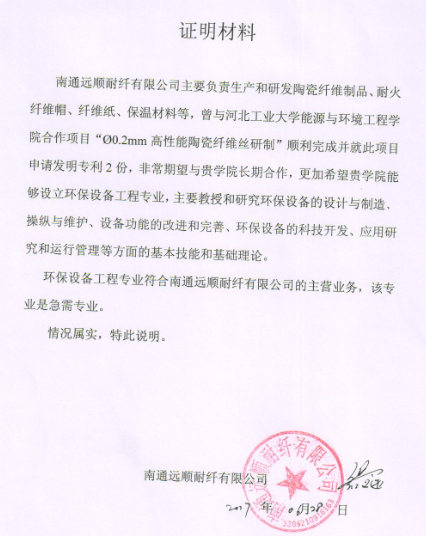 证明材料
南通远顺耐纤有限公司主要负责生产和研发陶瓷纤维制品、耐火
纤维帽、纤维纸、保温材料等，曾与河北工业大学能源与环境工程学
院合作项目“Ø0.2mm 高性能陶瓷纤维丝研制”顺利完成并就此项目
申请发明专利 2 份，非常期望与贵学院长期合作，更加希望贵学院能
够设立环保设备工程专业，主要教授和研究环保设备的设计与制造、
操纵与维护、设备功能的改进和完善、环保设备的科技开发、应用研
究和运行管理等方面的基本技能和基础理论。
环保设备工程专业符合南通远顺耐纤有限公司的主营业务，该专
业是急需专业。
情况属实，特此说明。
南通远顺耐纤有限公司
2017 年 06 月 28 日
南通远顺耐纤有限公司